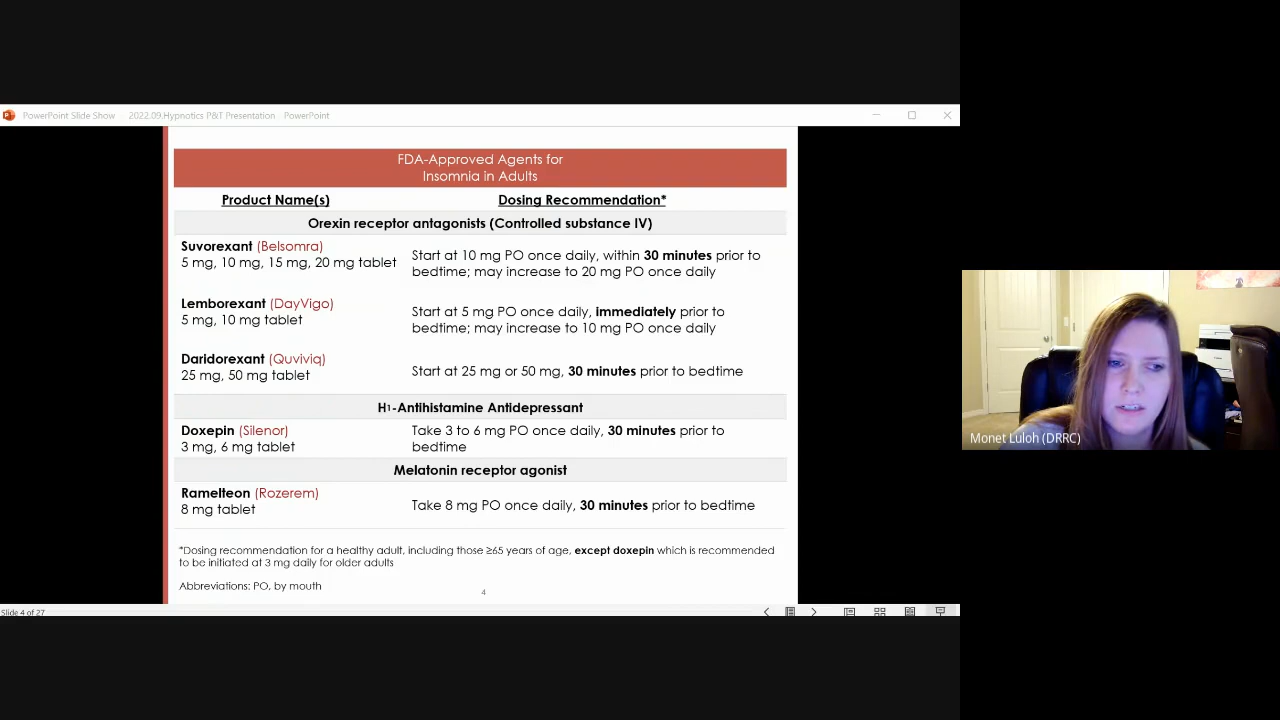 PowerPoint Slide Show - 2022.09.Hypnotics P&T Presentation - PowerPoint
FDA-Approved Agents for
Insomnia in Adults
Product Name(s) Dosing Recommendation*
Orexin receptor antagonists (Controlled substance IV)
Suvorexant (Belsomra)
5 mg, 10 mg, 15 mg, 20 mg tablet
Start at 10 mg PO once daily, within 30 minutes prior to
bedtime; may increase to 20 mg PO once daily
Lemborexant (DayVigo)
5 mg, 10 mg tablet
Start at 5 mg PO once daily, immediately prior to
bedtime; may increase to 10 mg PO once daily
Daridorexant (Quviviq)
25 mg, 50 mg tablet
Start at 25 mg or 50 mg, 30 minutes prior to bedtime
H1-Antihistamine Antidepressant
Doxepin (Silenor)
3 mg, 6 mg tablet
Take 3 to 6 mg PO once daily, 30 minutes prior to
bedtime
Melatonin receptor agonist
Ramelteon (Rozerem)
8 mg tablet
Take 8 mg PO once daily, 30 minutes prior to bedtime
*Dosing recommendation for a healthy adult, including those ≥65 years of age, except doxepin which is recommended
to be initiated at 3 mg daily for older adults
Abbreviations: PO, by mouth
4
Slide 4 of 27
Monet Luloh (DRRC)